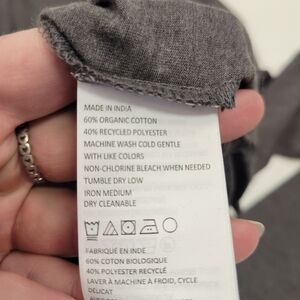 MADE IN INDIA
60% ORGANIC COTTON
40% RECYCLED POLYESTER
MACHINE WASH COLD GENTLE
WITH LIKE COLORS
NON-CHLORINE BLEACH WHEN NEEDED
TUMBLE DRY LOW
IRON MEDIUM
DRY CLEANABLE
FABRIQUÉ EN INDE
60% COTON BIOLOGIQUE
40% POLYESTER RECYCLÉ
LAVER À MACHINE À FROID, CYCLE
DÉLICAT